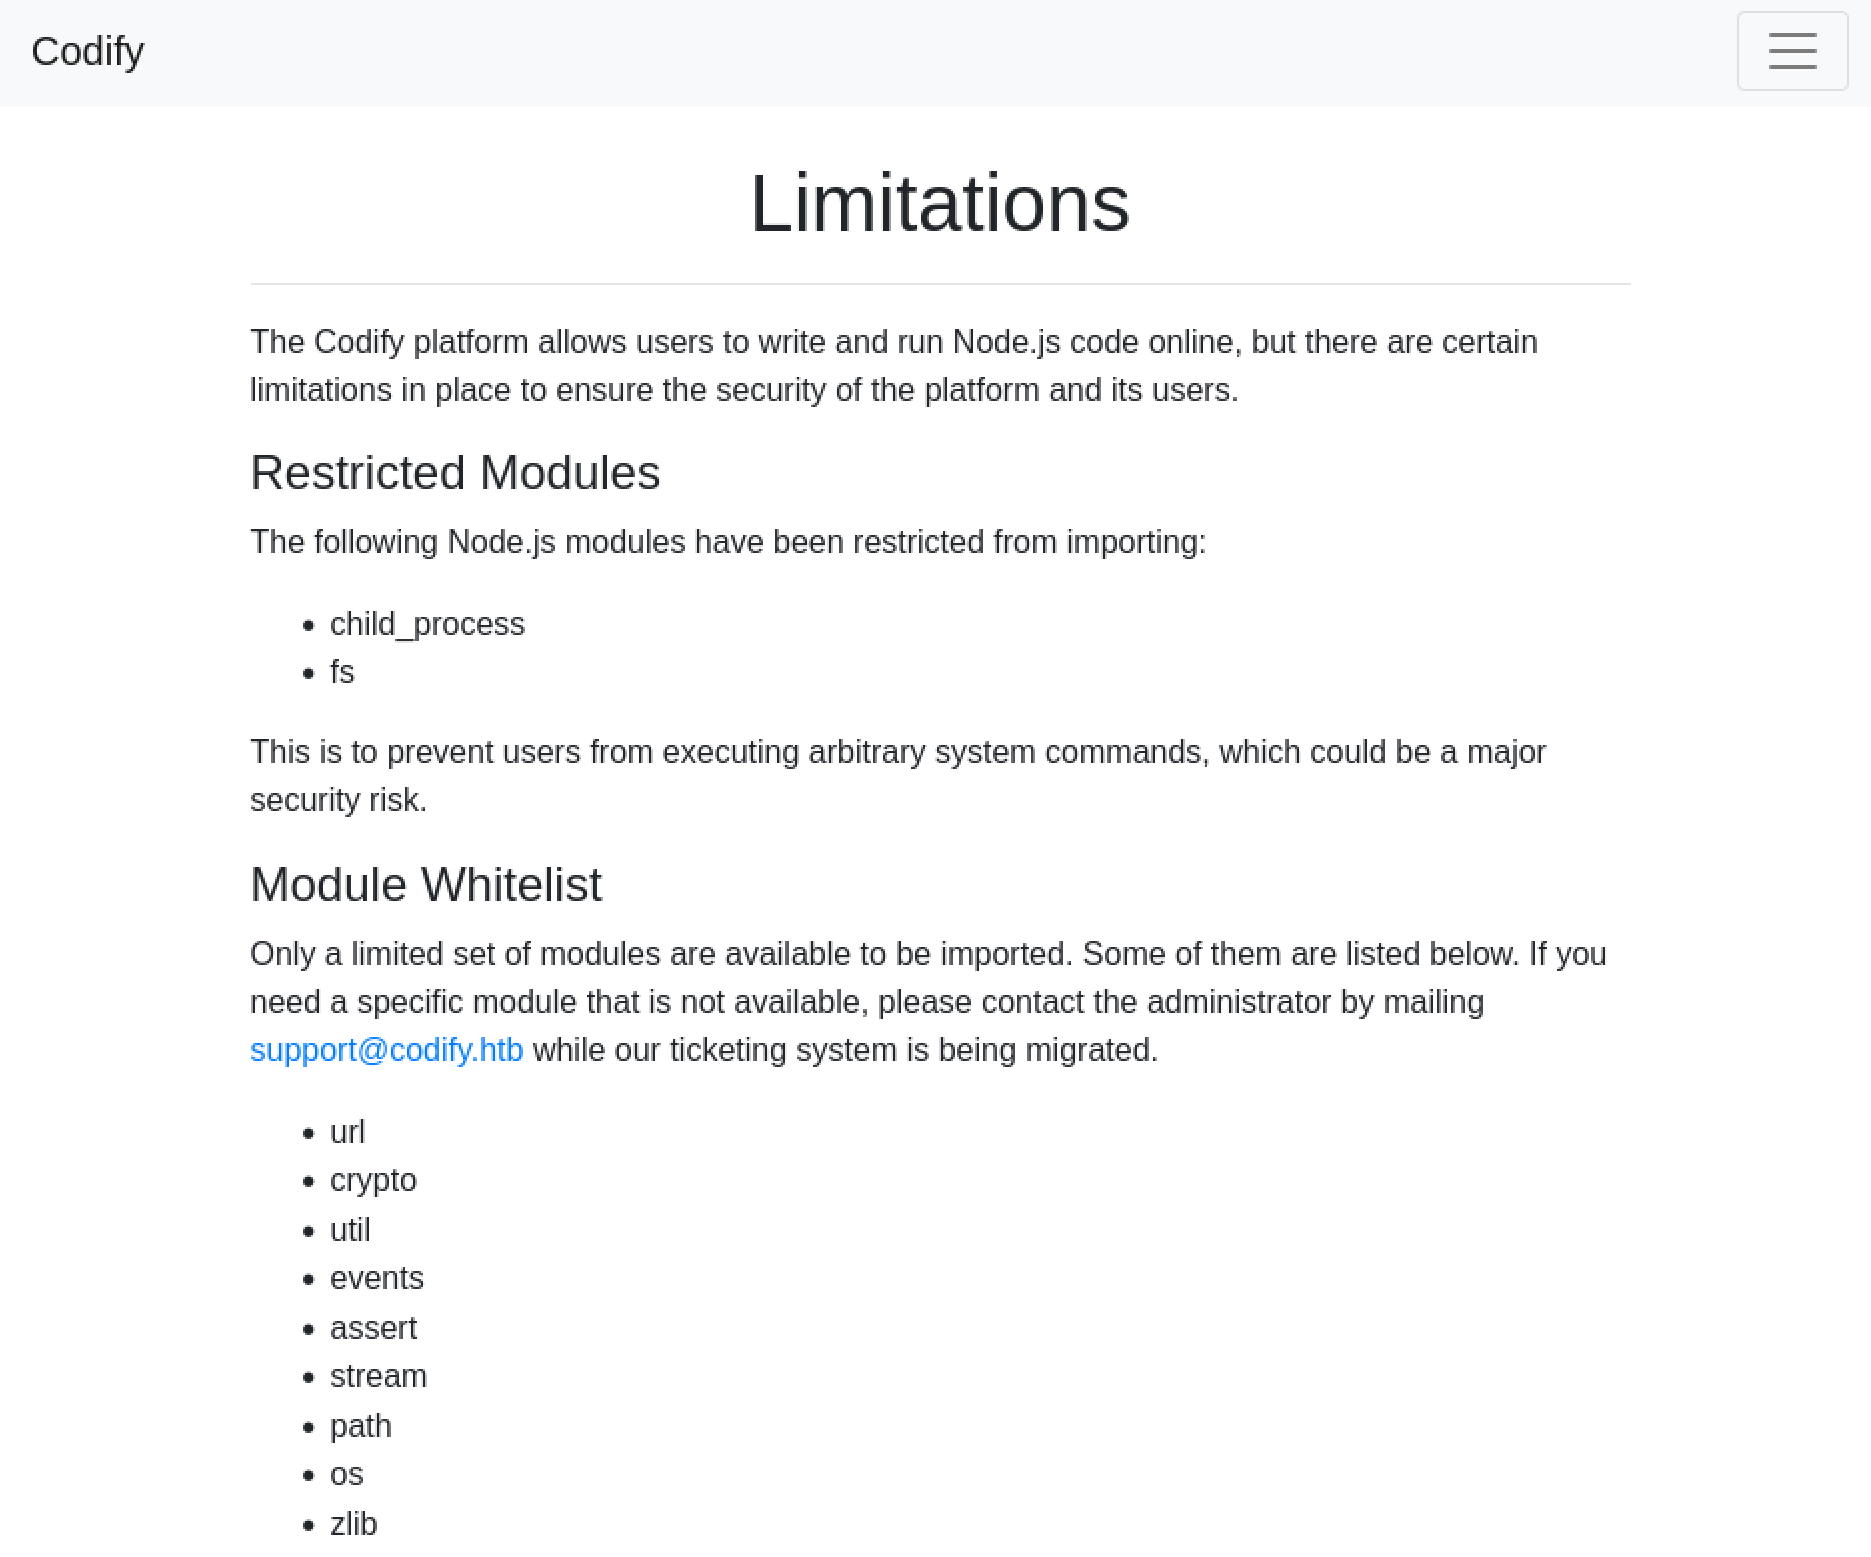 Codify
Limitations
The Codify platform allows users to write and run Node.js code online, but there are certain
limitations in place to ensure the security of the platform and its users.
Restricted Modules
The following Node.js modules have been restricted from importing:
• child_process
• fs
This is to prevent users from executing arbitrary system commands, which could be a major
security risk.
Module Whitelist
Only a limited set of modules are available to be imported. Some of them are listed below. If you
need a specific module that is not available, please contact the administrator by mailing
support@codify.htb while our ticketing system is being migrated.
• url
• crypto
• util
• events
• assert
• stream
• path
• os
• zlib